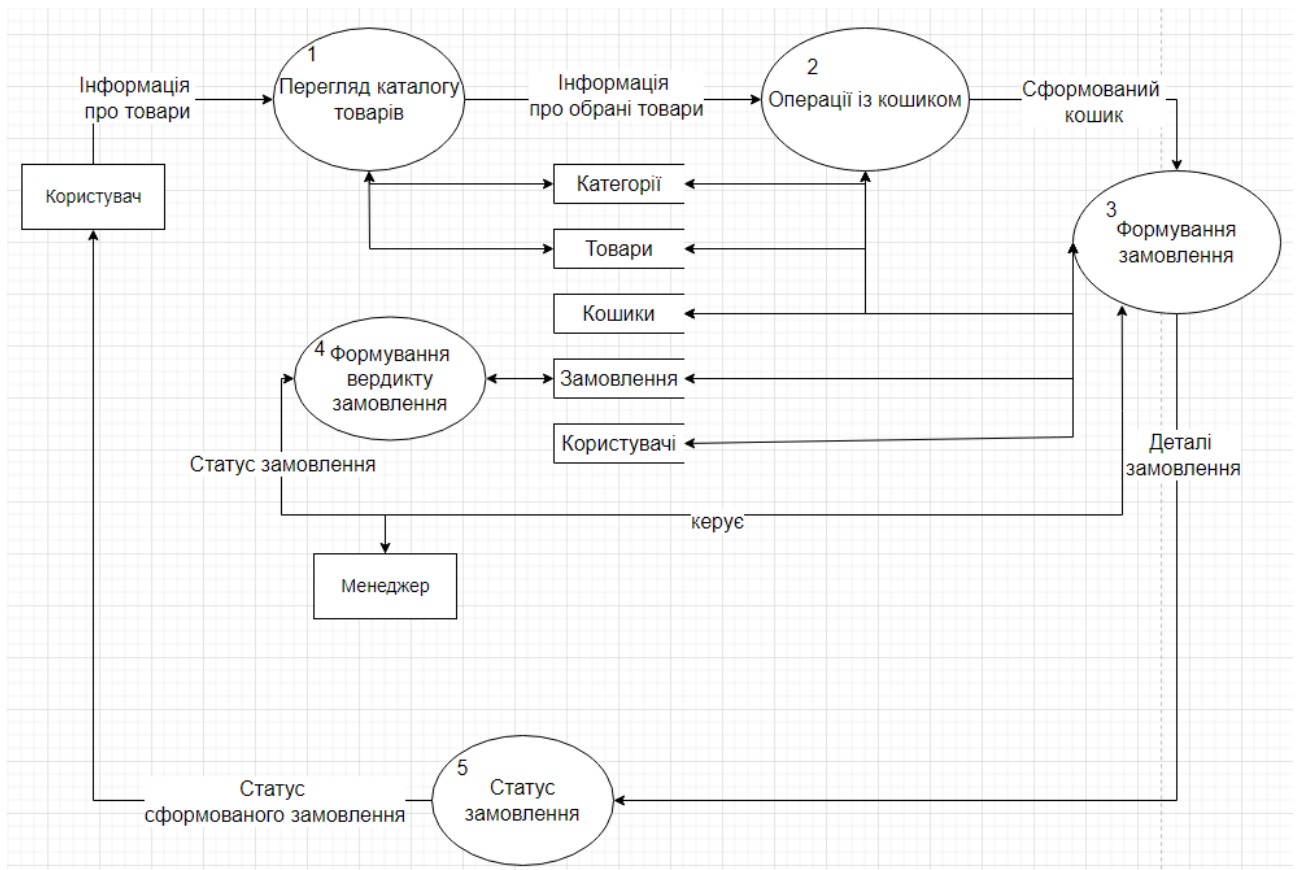 1
Перегляд каталогу
товарів
Інформація
про товари
Інформація
про обрані товари
2
Операції із кошиком
Сформований
кошик
Користувач
Категорії
Товари
Кошики
Замовлення
Користувачі
3
Формування
замовлення
4
Формування
вердикту
замовлення
Статус замовлення
Деталі
замовлення
керує
Менеджер
5
Статус
замовлення
Статус
сформованого замовлення